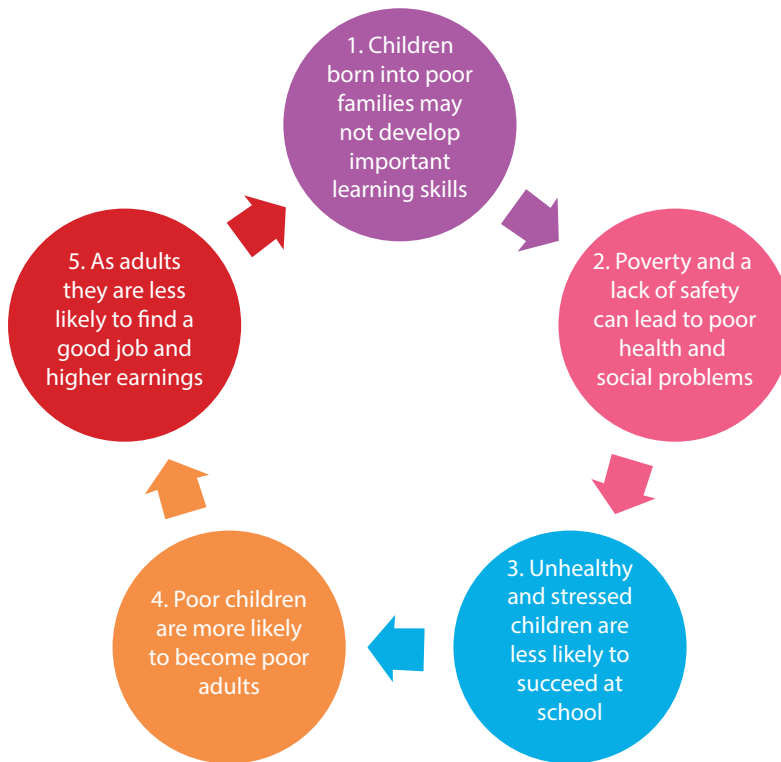 1. Children
born into poor
families may
not develop
important
learning skills
2. Poverty and a
lack of safety
can lead to poor
health and
social problems
3. Unhealthy
and stressed
children are
less likely to
succeed at
school
4. Poor children
are more likely
to become poor
adults
5. As adults
they are less
likely to find a
good job and
higher earnings